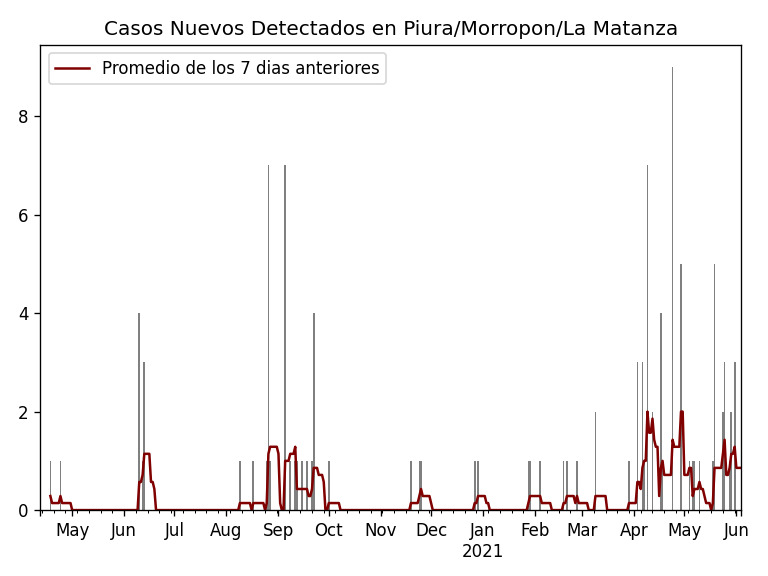 Casos Nuevos Detectados en Piura/Morropon/La Matanza
Promedio de los 7 dias anteriores
8
6
4
2
0
May Jun Jul Aug Sep Oct Nov Dec Jan Feb Mar Apr May Jun
2021